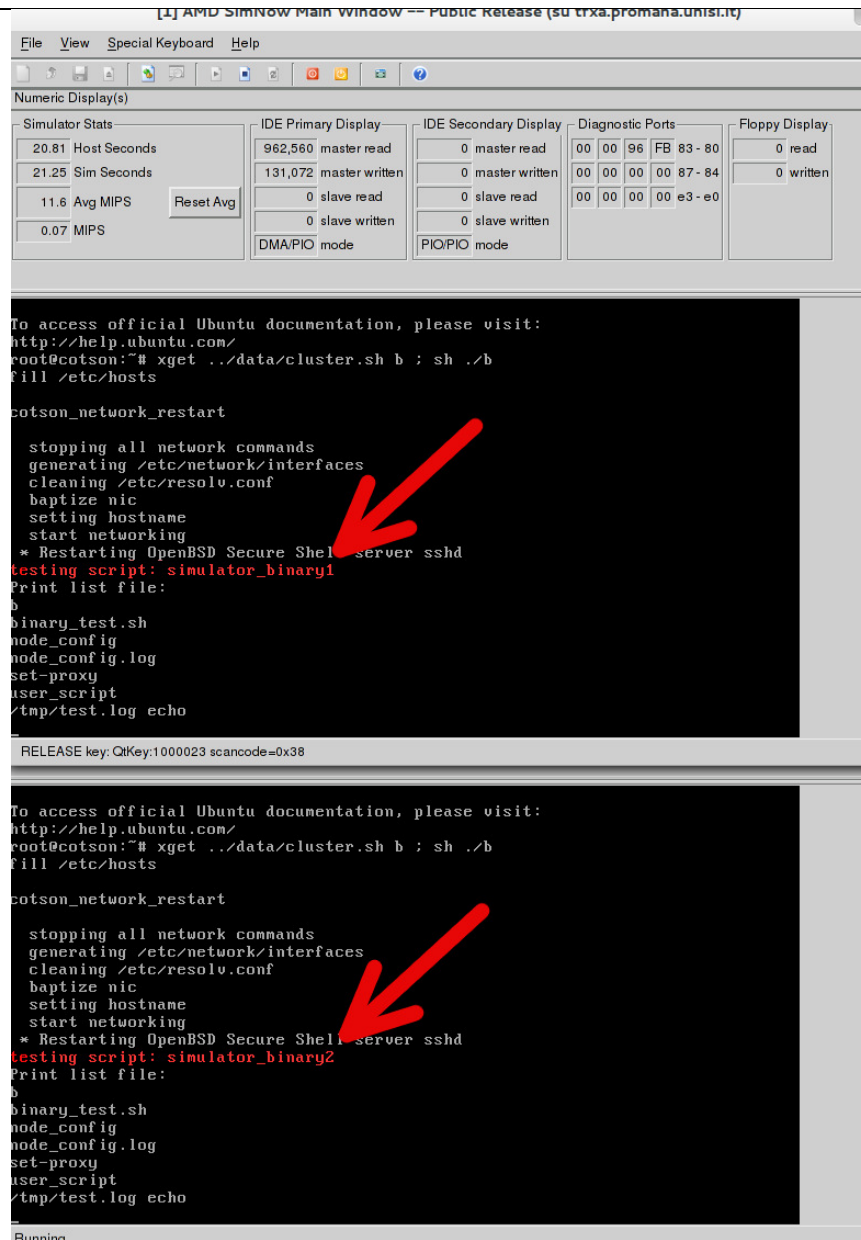 [1] AMD SimNow Main Window -- Public Release (su tfxa.promana.unisi.it)
File View Special Keyboard Help
Numeric Display(s)
Simulator Stats
20.81 Host Seconds
21.25 Sim Seconds
11.6 Avg MIPS Reset Avg
0.07 MIPS
IDE Primary Display
962,560 master read
131,072 master written
0 slave read
0 slave written
DMA/PIO mode
IDE Secondary Display
0 master read
0 master written
0 slave read
0 slave written
PIO/PIO mode
Diagnostic Ports
00 00 96 FB 83 - 80
00 00 00 00 87 - 84
00 00 00 00 e3 - e0
Floppy Display
0 read
0 written
To access official Ubuntu documentation, please visit:
http://help.ubuntu.com/
root@cotson:~# xget ../data/cluster.sh b ; sh ./b
fill /etc/hosts
cotson_network_restart
stopping all network commands
generating /etc/network/interfaces
cleaning /etc/resolv.conf
baptize nic
setting hostname
start networking
* Restarting OpenBSD Secure Shell server sshd
testing script: simulator_binary1
Print list file:
b
binary_test.sh
node_config
node_config.log
set-proxy
user_script
/tmp/test.log echo
RELEASE key: QtKey:1000023 scancode=0x38
To access official Ubuntu documentation, please visit:
http://help.ubuntu.com/
root@cotson:~# xget ../data/cluster.sh b ; sh ./b
fill /etc/hosts
cotson_network_restart
stopping all network commands
generating /etc/network/interfaces
cleaning /etc/resolv.conf
baptize nic
setting hostname
start networking
* Restarting OpenBSD Secure Shell server sshd
testing script: simulator_binary2
Print list file:
b
binary_test.sh
node_config
node_config.log
set-proxy
user_script
/tmp/test.log echo
Running